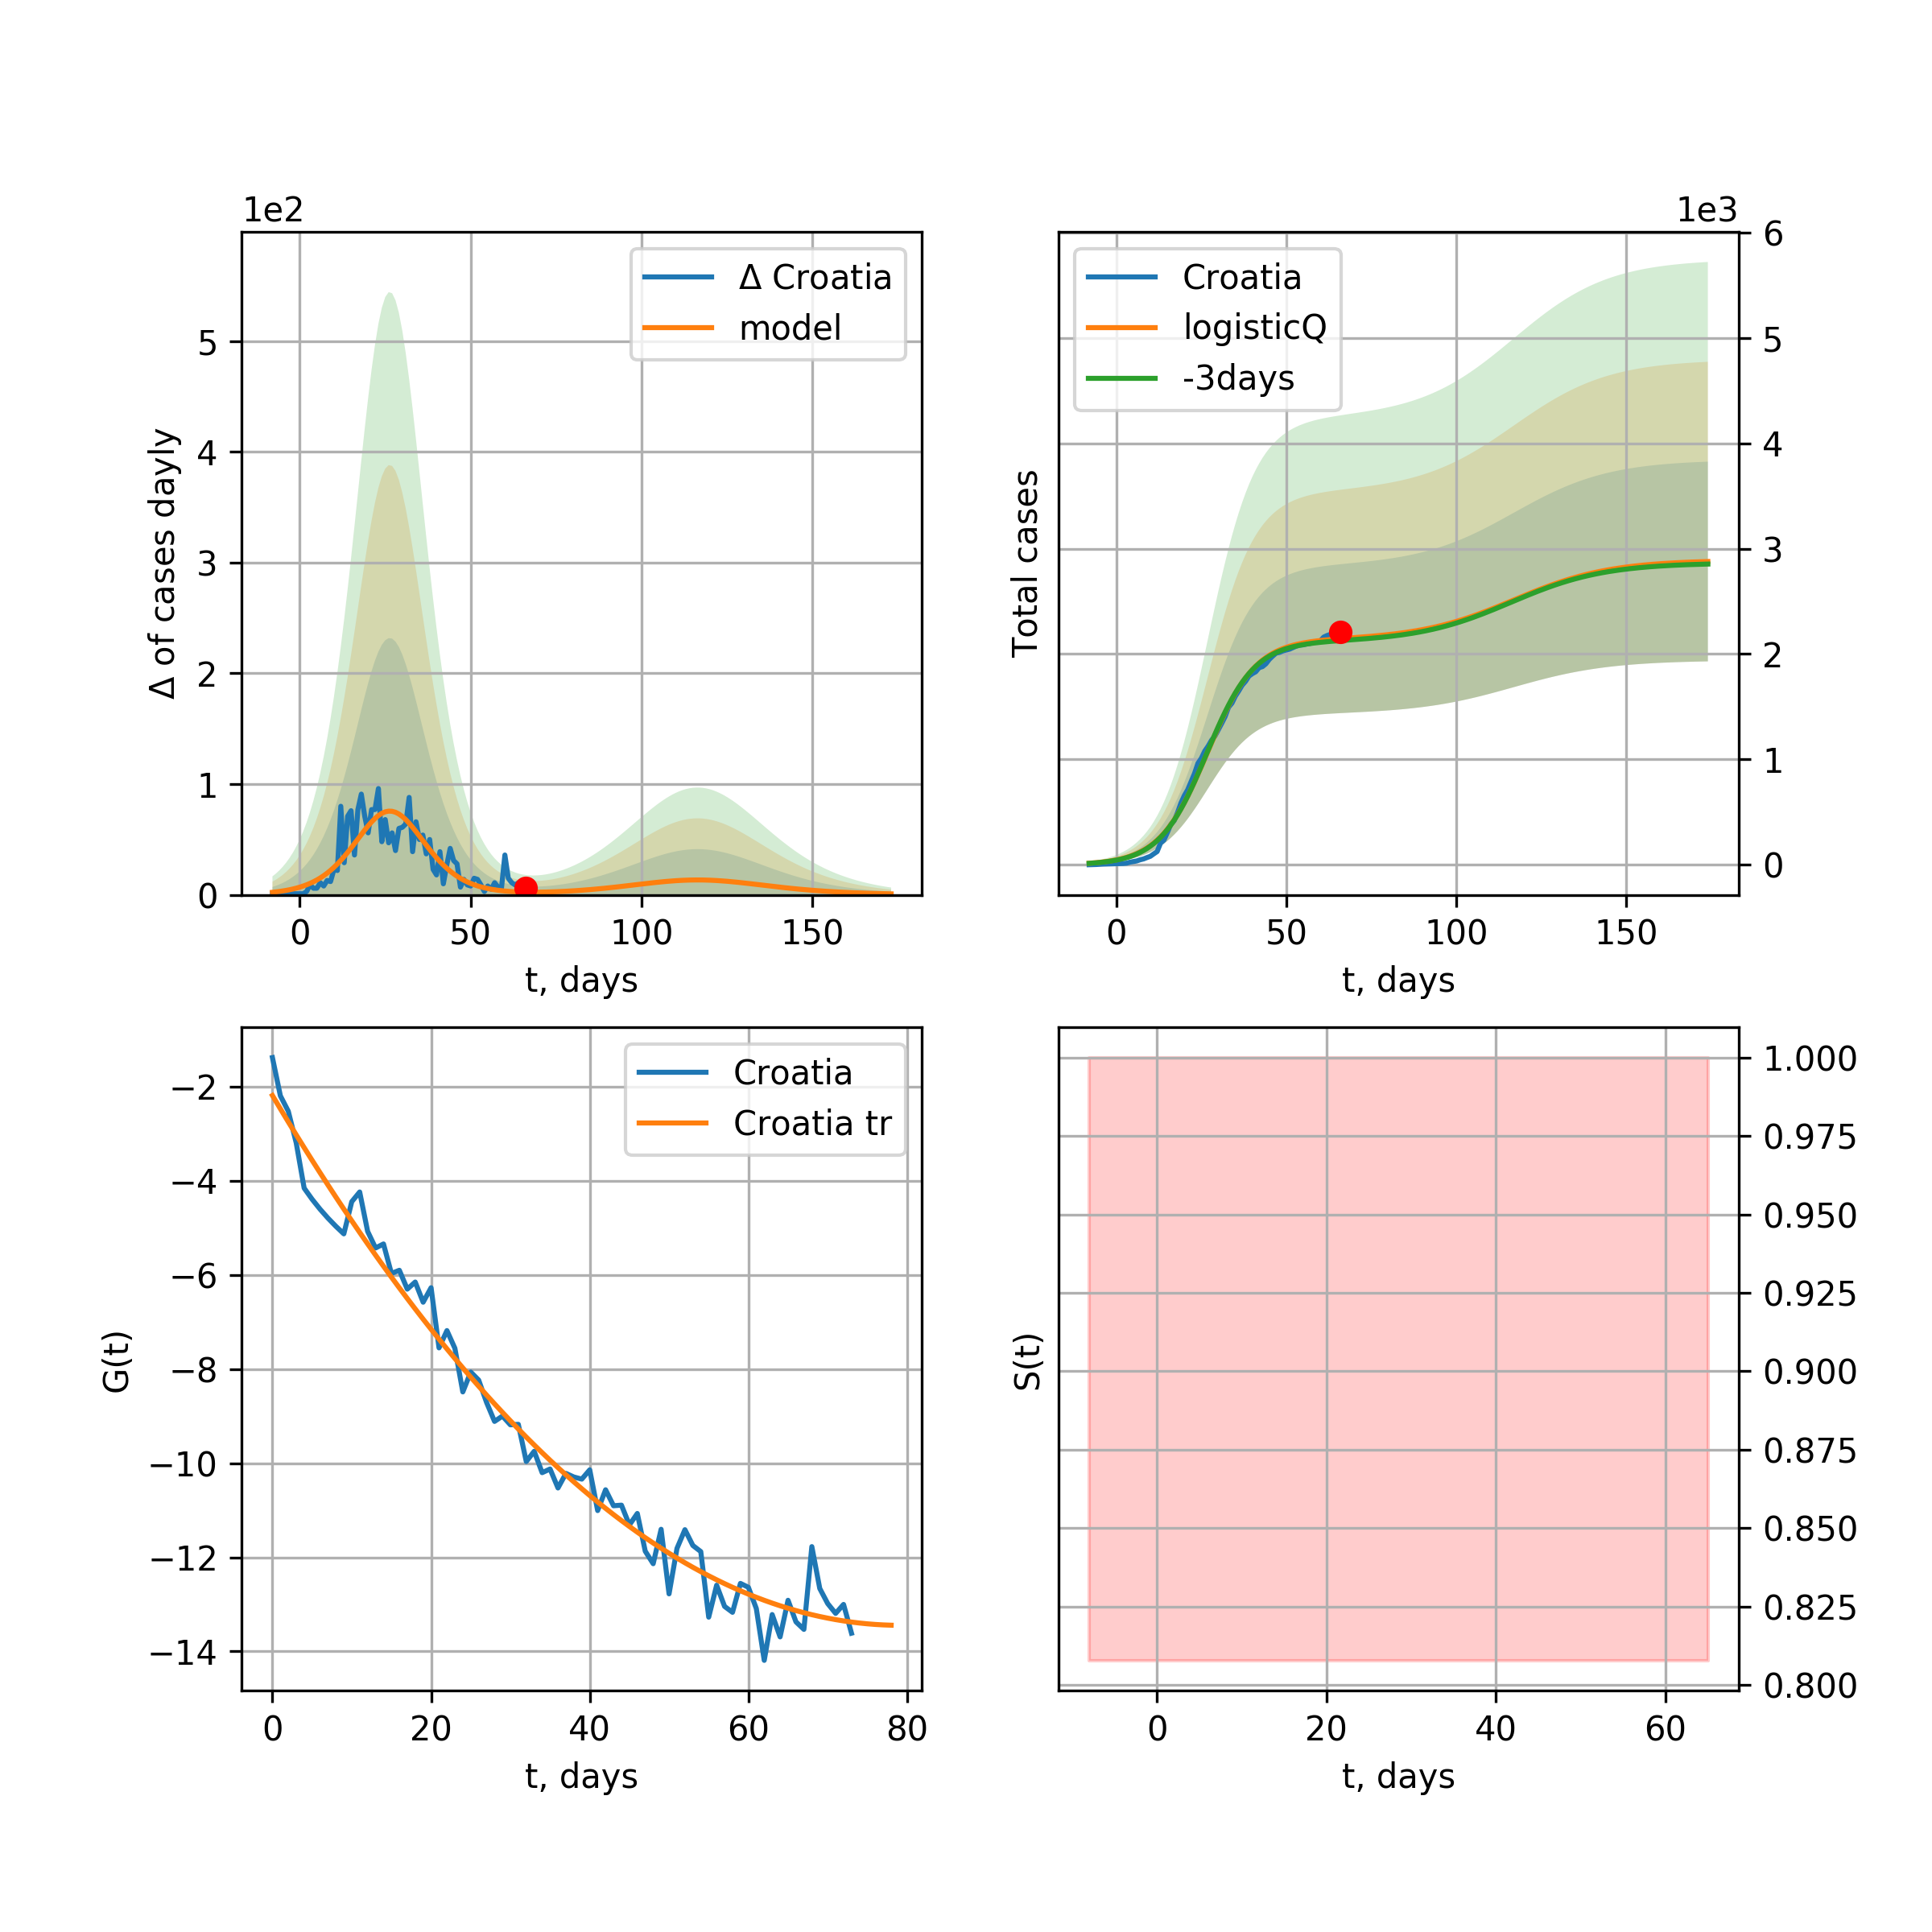 1e2
Δ of cases dayly
5
4
3
2
1
0
Δ Croatia
model
0 50 100 150
t, days
1e3
Total cases
Croatia
logisticQ
-3days
6
5
4
3
2
1
0
0 50 100 150
t, days
G(t)
−2
−4
−6
−8
−10
−12
−14
Croatia
Croatia tr
0 20 40 60 80
t, days
S(t)
1.000
0.975
0.950
0.925
0.900
0.875
0.850
0.825
0.800
0 20 40 60
t, days